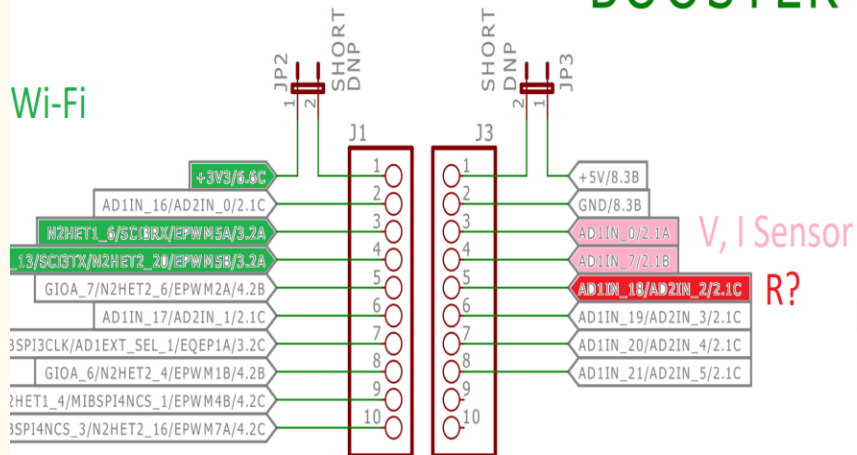 BOOSTER
Wi-Fi
JP2
1
2
SHORT
DNP
SHORT
DNP
2
1
JP3
J1
J3
+3V3/6.6C
1
1
+5V/8.3B
AD1IN_16/AD2IN_0/2.1C
2
2
GND/8.3B
N2HET1_6/SCI3RX/EPWM5A/3.2A
3
3
AD1IN_0/2.1A
V, I Sensor
_13/SCI3TX/N2HET2_20/EPWM5B/3.2A
4
4
AD1IN_7/2.1B
GIOA_7/N2HET2_6/EPWM2A/4.2B
5
5
AD1IN_18/AD2IN_2/2.1C
R?
AD1IN_17/AD2IN_1/2.1C
6
6
AD1IN_19/AD2IN_3/2.1C
BSPI3CLK/AD1EXT_SEL_1/EQEP1A/3.2C
7
7
AD1IN_20/AD2IN_4/2.1C
GIOA_6/N2HET2_4/EPWM1B/4.2B
8
8
AD1IN_21/AD2IN_5/2.1C
2HET1_4/MIBSPI4NCS_1/EPWM4B/4.2C
9
9
BSPI4NCS_3/N2HET2_16/EPWM7A/4.2C
10
10